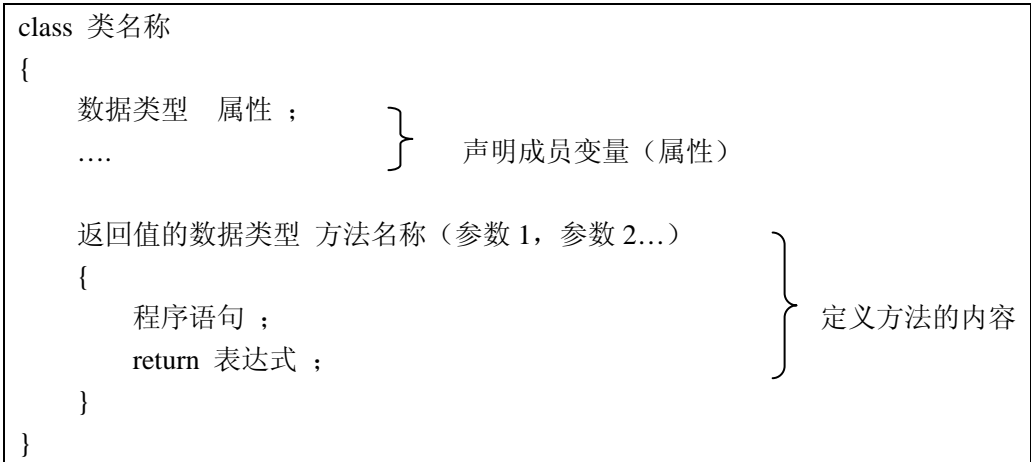 class 类名称
{
数据类型 属性 ；
…. 声明成员变量（属性）
返回值的数据类型 方法名称（参数 1，参数 2…）
{
程序语句 ； 定义方法的内容
return 表达式 ；
}
}